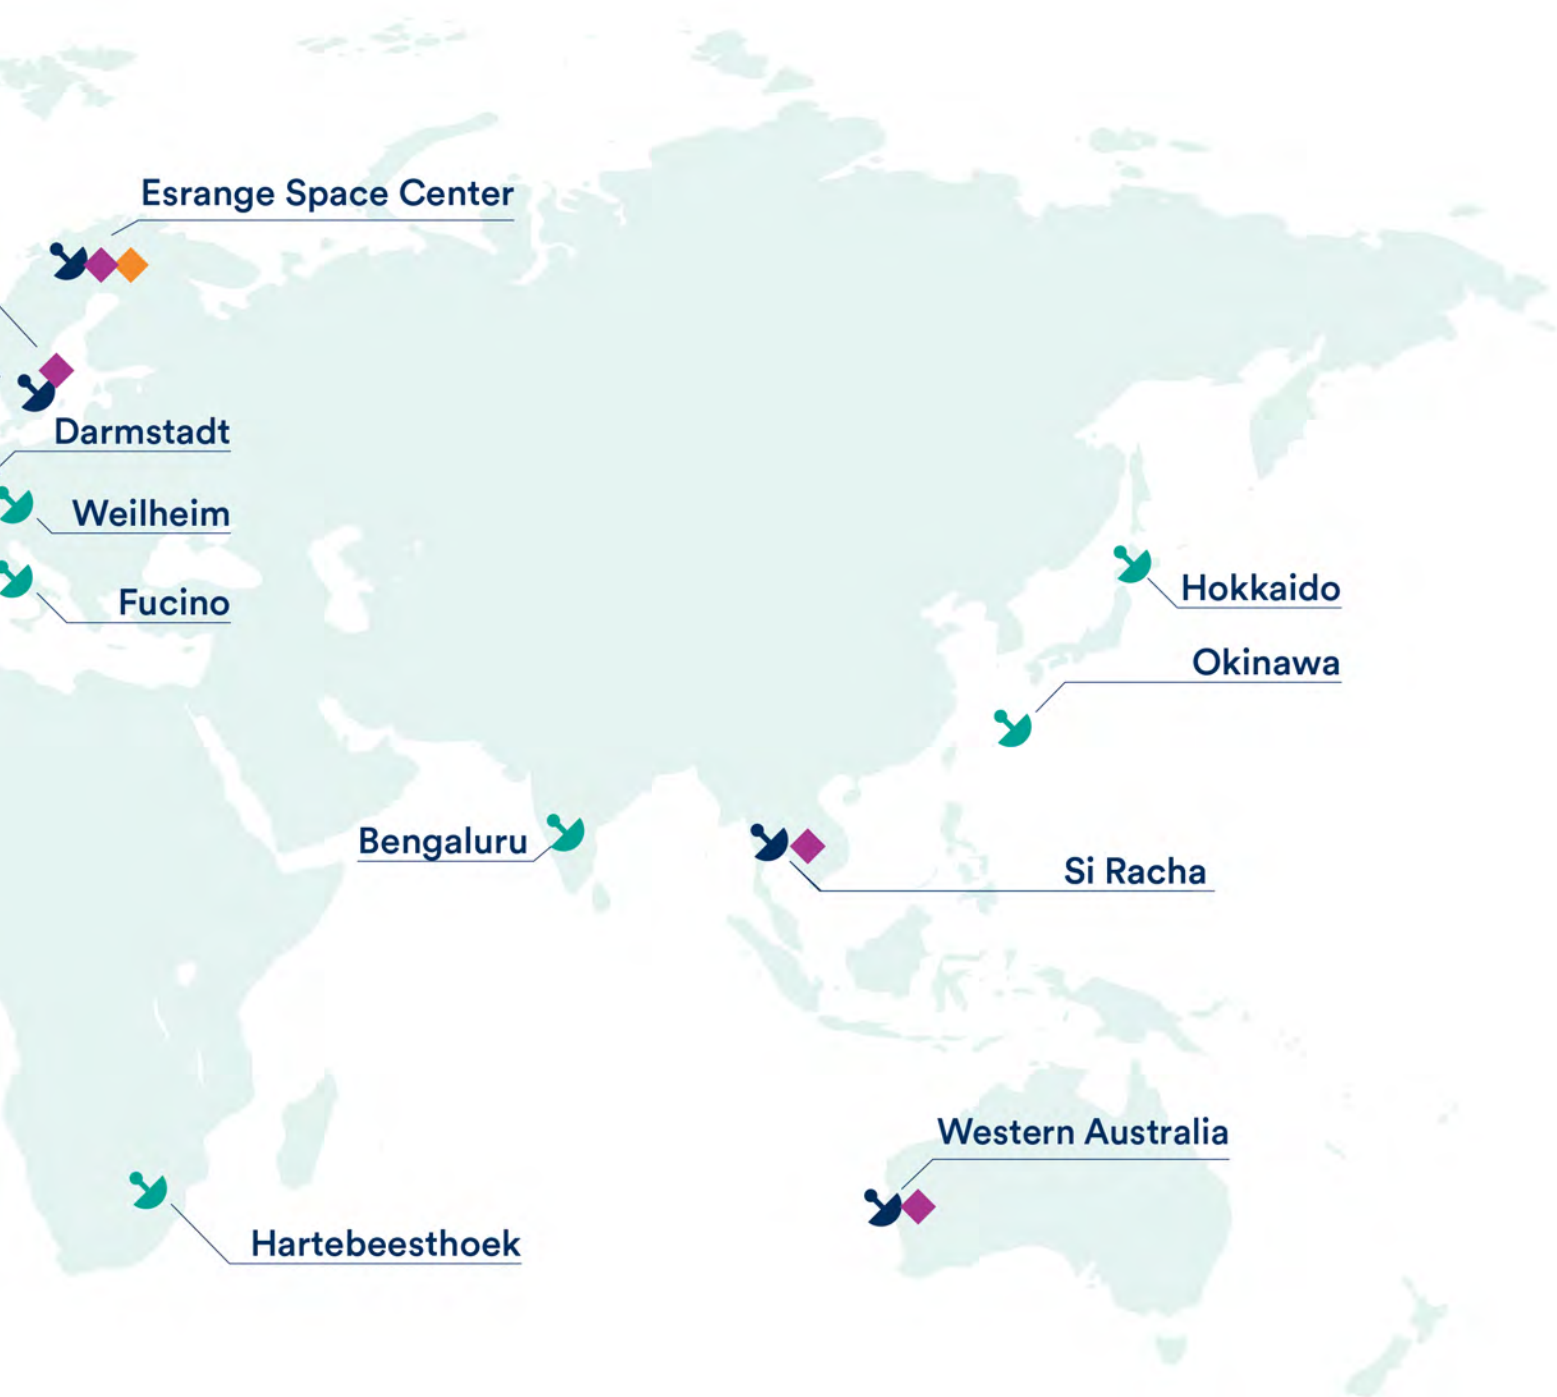 Esrange Space Center
Darmstadt
Weilheim
Fucino
Hokkaido
Okinawa
Bengaluru
Si Racha
Western Australia
Hartebeesthoek